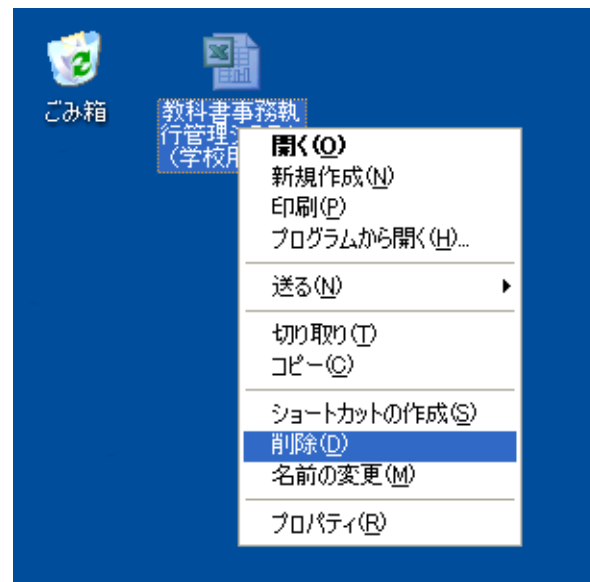 ごみ箱
教科書事務執
行管理
（学校用
開く(O)
新規作成(N)
印刷(P)
プログラムから開く(H)...
送る(N)
切り取り(T)
コピー(C)
ショートカットの作成(S)
削除(D)
名前の変更(M)
プロパティ(R)